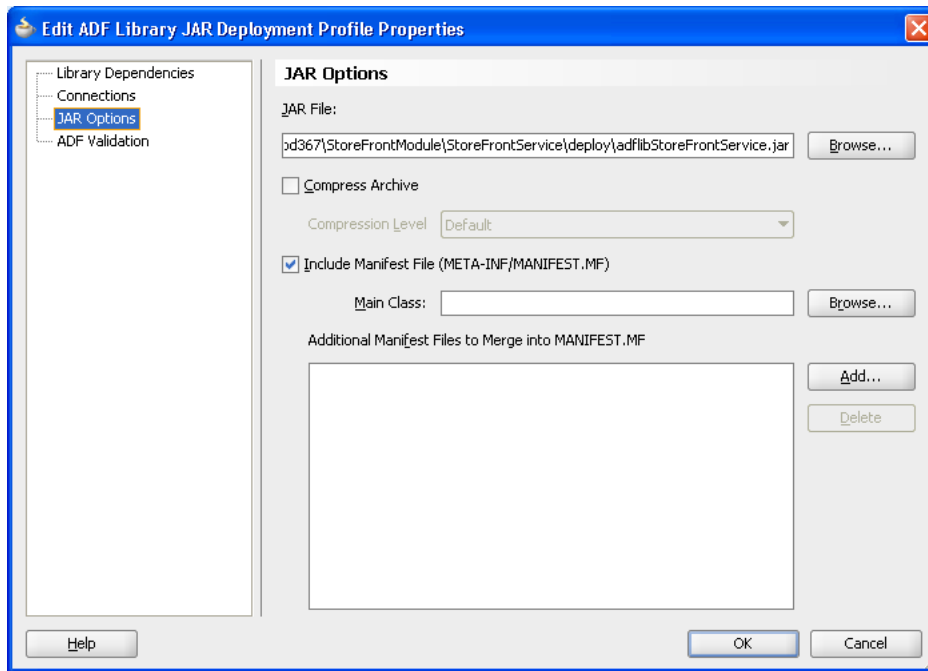 Edit ADF Library JAR Deployment Profile Properties
Library Dependencies
Connections
JAR Options
ADF Validation
JAR Options
JAR File:
od367\StoreFrontModule\StoreFrontService\deploy\adflibStoreFrontService.jar
Browse...
Compress Archive
Compression Level
Default
Include Manifest File (META-INF/MANIFEST.MF)
Main Class:
Browse...
Additional Manifest Files to Merge into MANIFEST.MF
Add...
Delete
Help
OK
Cancel